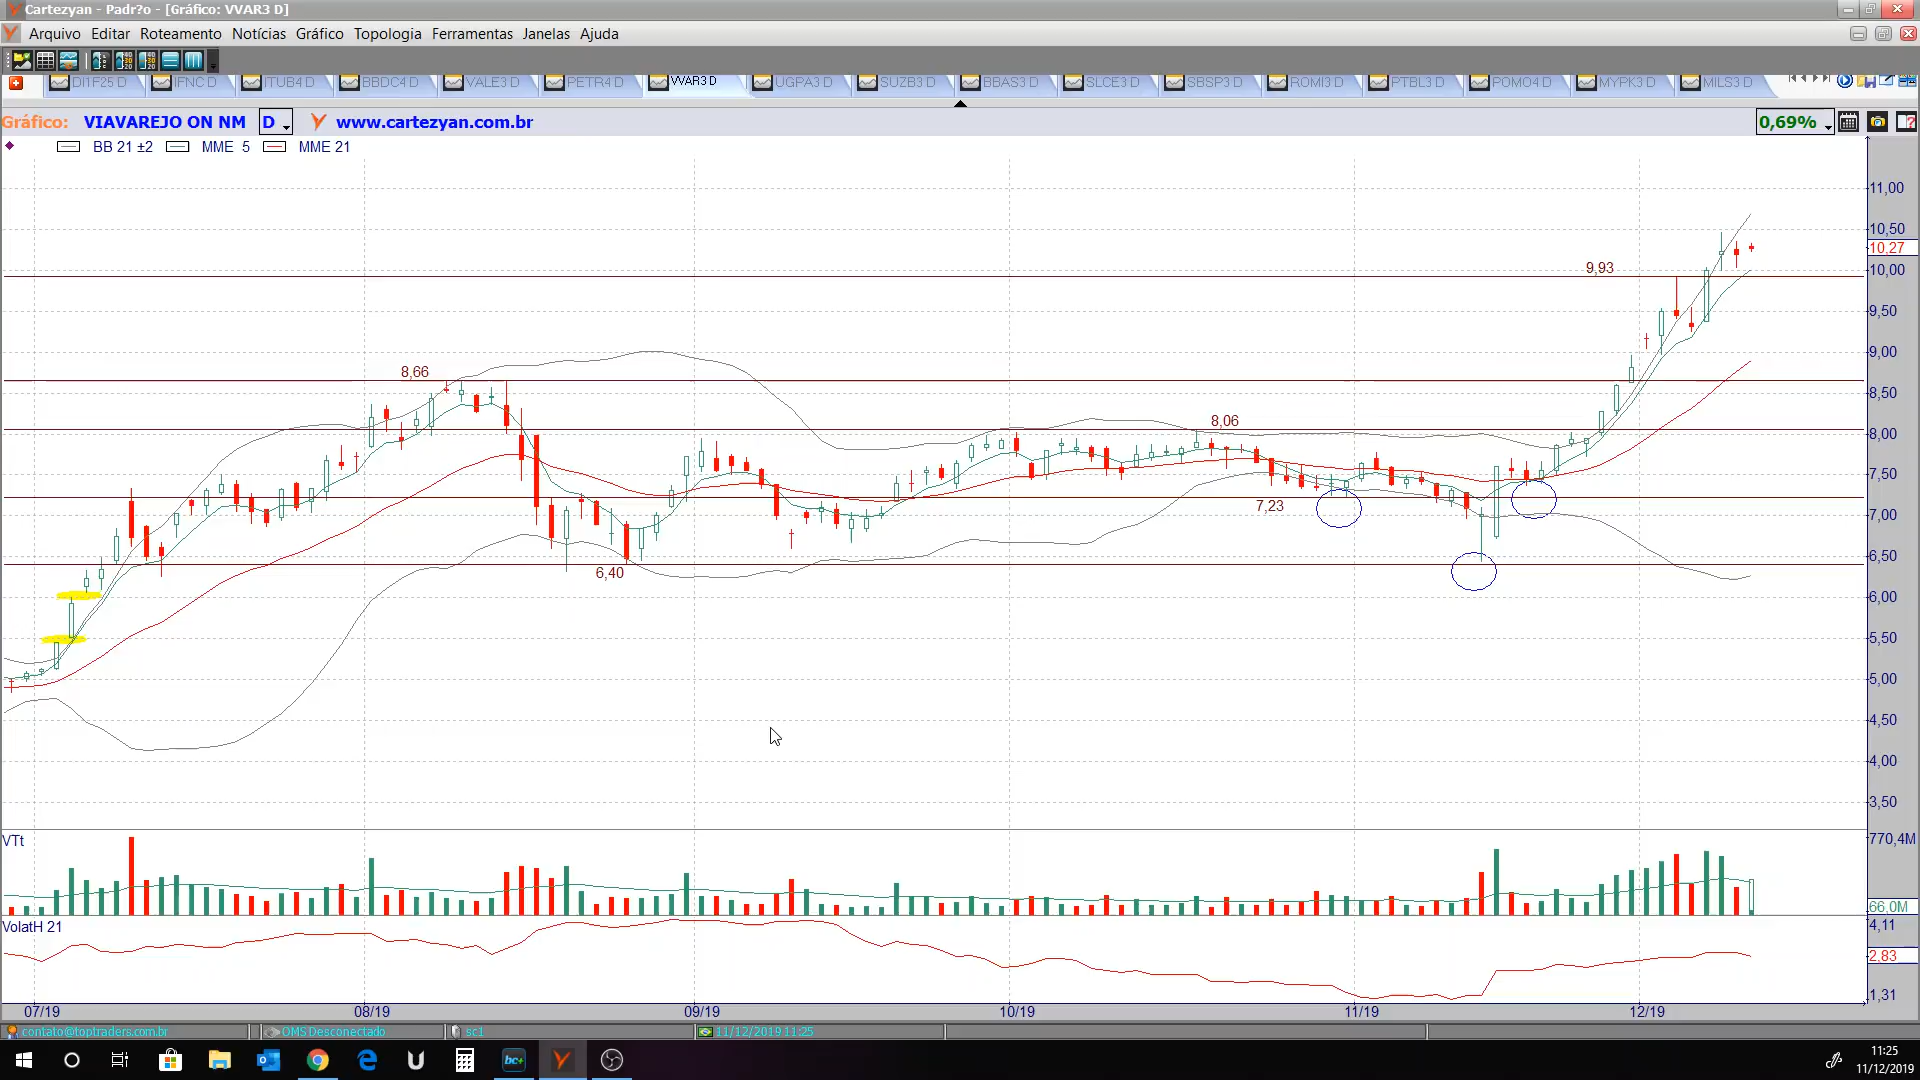 Cartezyan - Padr?o - [Gráfico: VVAR3 D]
Arquivo Editar Roteamento Notícias Gráfico Topologia Ferramentas Janelas Ajuda
DI1F25 D IFNC D ITUB4 D BBDC4 D VALE3 D PETR4 D VVAR3 D UGPA3 D SUZB3 D BBAS3 D SLCE3 D SBSP3 D ROMI3 D PTBL3 D POMO4 D MYPK3 D MILS3 D
Gráfico: VIAVAREJO ON NM D www.cartezyan.com.br 0,69%
BB 21 ±2 MME 5 MME 21
11,00
10,50
10,27
10,00
9,93
9,50
9,00
8,66
8,50
8,06
8,00
7,50
7,23
7,00
6,50
6,40
6,00
5,50
5,00
4,50
4,00
3,50
VTt
770,4M
66,0M
VolatH 21
4,11
2,83
1,31
07/19 08/19 09/19 10/19 11/19 12/19
contato@toptraders.com.br OMS Desconectado sc1 11/12/2019 11:25
bc+
11:25
11/12/2019